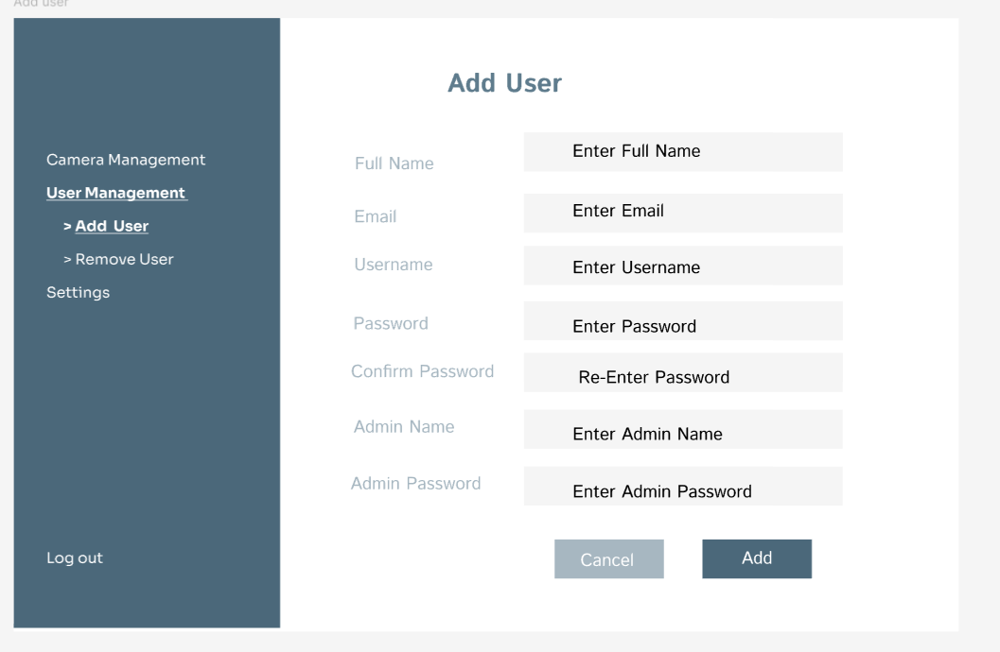 Add user
Add User
Camera Management
User Management
> Add User
> Remove User
Settings
Log out
Full Name
Enter Full Name
Email
Enter Email
Username
Enter Username
Password
Enter Password
Confirm Password
Re-Enter Password
Admin Name
Enter Admin Name
Admin Password
Enter Admin Password
Cancel
Add